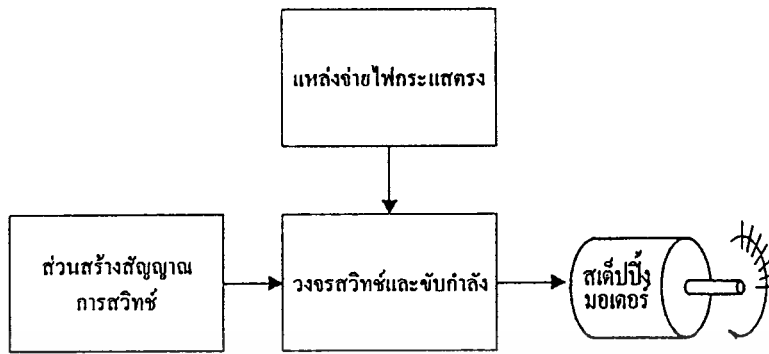 แหล่งจ่ายไฟกระแสตรง
ส่วนสร้างสัญญาณ
การสวิทช์
วงจรสวิทช์และขับกำลัง
สเต็ปปิ้ง
มอเตอร์